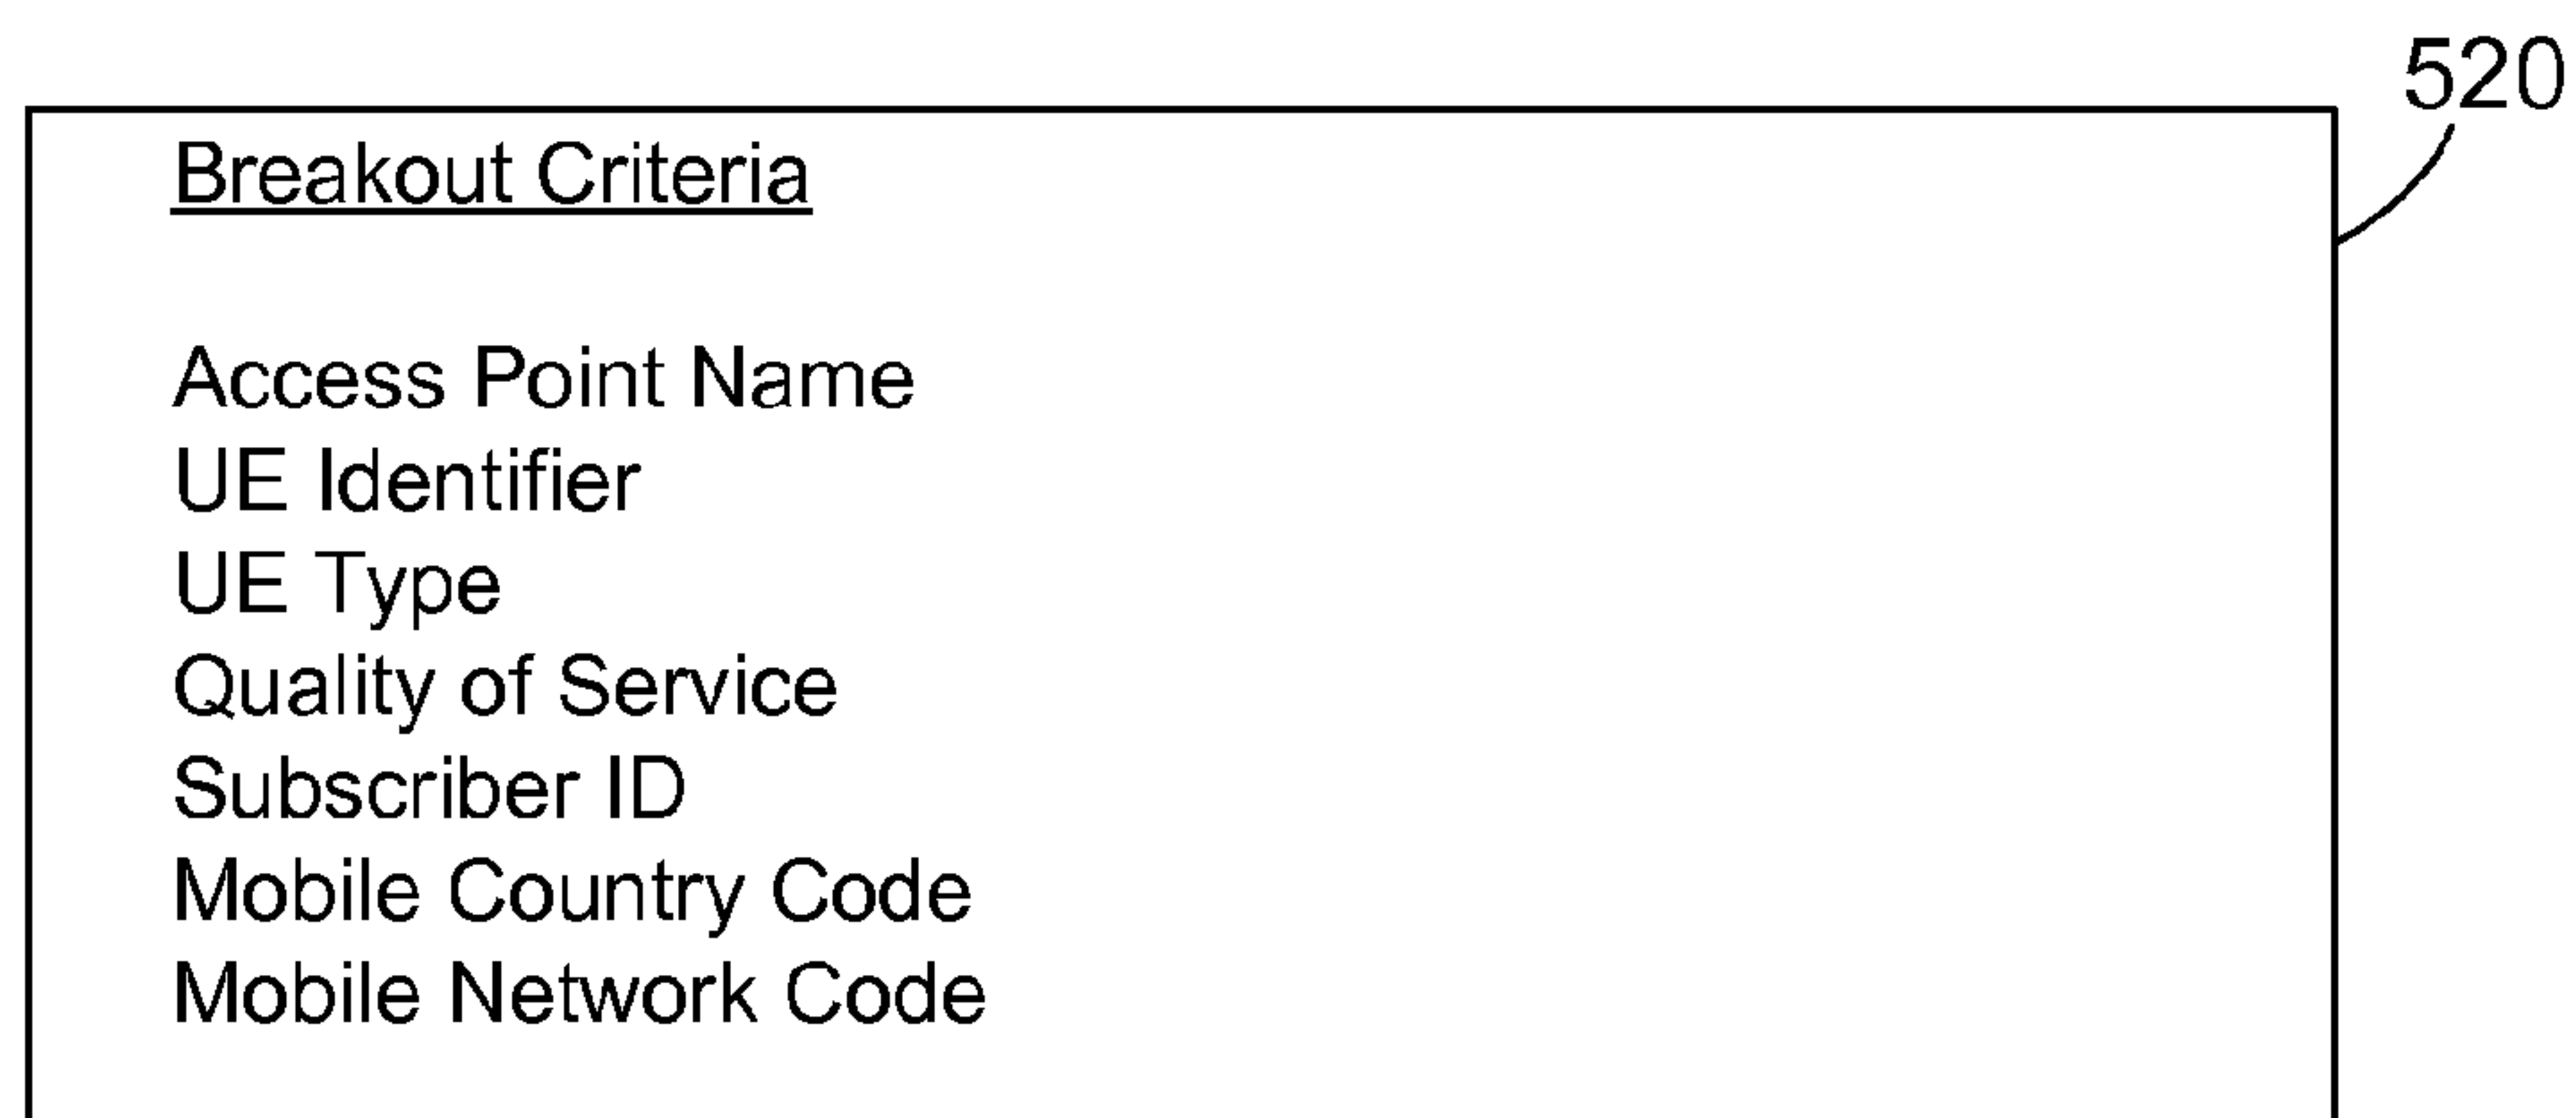 520
Breakout Criteria
Access Point Name
UE Identifier
UE Type
Quality of Service
Subscriber ID
Mobile Country Code
Mobile Network Code